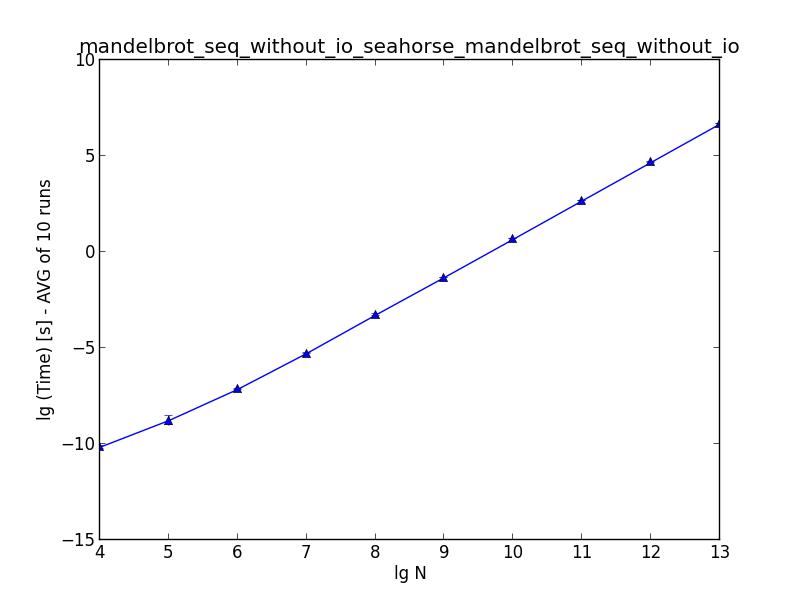 mandelbrot_seq_without_io_seahorse_mandelbrot_seq_without_io
10
5
0
−5
−10
−15
4 5 6 7 8 9 10 11 12 13
lg N
lg (Time) [s] - AVG of 10 runs